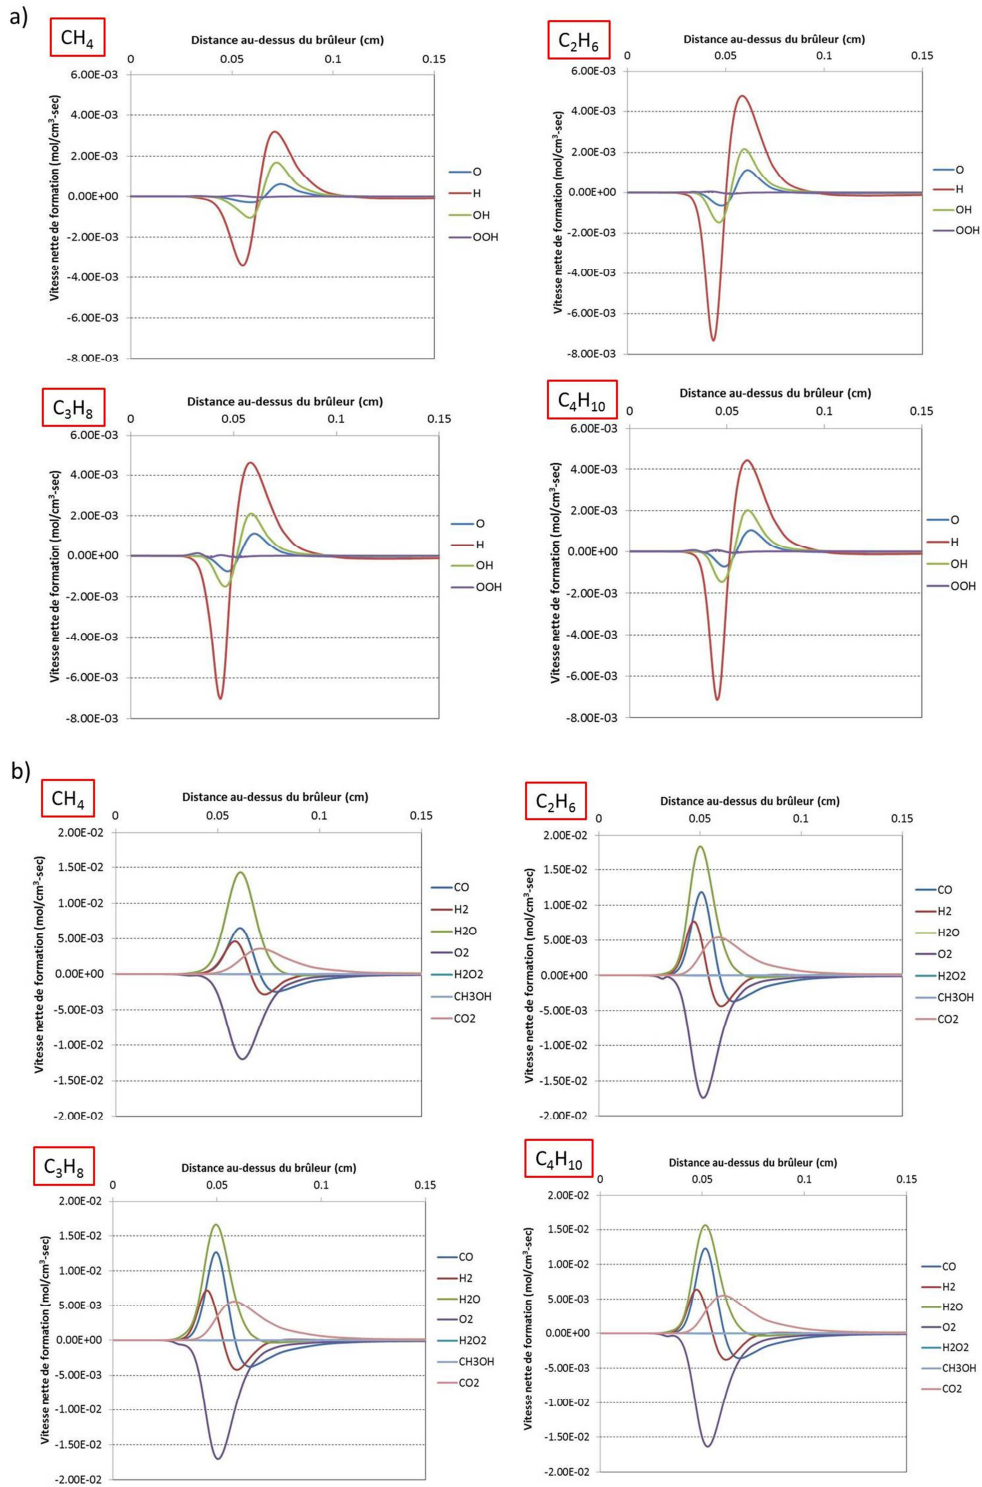 a)
CH4
Distance au-dessus du brûleur (cm)
0 0.05 0.1 0.15
6.00E-03
4.00E-03
2.00E-03
0.00E+00
-2.00E-03
-4.00E-03
-6.00E-03
-8.00E-03
Vitesse nette de formation (mol/cm3-sec)
O
H
OH
OOH
C2H6
Distance au-dessus du brûleur (cm)
0 0.05 0.1 0.15
6.00E-03
4.00E-03
2.00E-03
0.00E+00
-2.00E-03
-4.00E-03
-6.00E-03
-8.00E-03
Vitesse nette de formation (mol/cm3-sec)
O
H
OH
OOH
C3H8
Distance au-dessus du brûleur (cm)
0 0.05 0.1 0.15
6.00E-03
4.00E-03
2.00E-03
0.00E+00
-2.00E-03
-4.00E-03
-6.00E-03
-8.00E-03
Vitesse nette de formation (mol/cm3-sec)
O
H
OH
OOH
C4H10
Distance au-dessus du brûleur (cm)
0 0.05 0.1 0.15
6.00E-03
4.00E-03
2.00E-03
0.00E+00
-2.00E-03
-4.00E-03
-6.00E-03
-8.00E-03
Vitesse nette de formation (mol/cm3-sec)
O
H
OH
OOH
b)
CH4
Distance au-dessus du brûleur (cm)
0 0.05 0.1 0.15
2.00E-02
1.50E-02
1.00E-02
5.00E-03
0.00E+00
-5.00E-03
-1.00E-02
-1.50E-02
-2.00E-02
Vitesse nette de formation (mol/cm3-sec)
CO
H2
H2O
O2
H2O2
CH3OH
CO2
C2H6
Distance au-dessus du brûleur (cm)
0 0.05 0.1 0.15
2.00E-02
1.50E-02
1.00E-02
5.00E-03
0.00E+00
-5.00E-03
-1.00E-02
-1.50E-02
-2.00E-02
Vitesse nette de formation (mol/cm3-sec)
CO
H2
H2O
O2
H2O2
CH3OH
CO2
C3H8
Distance au-dessus du brûleur (cm)
0 0.05 0.1 0.15
2.00E-02
1.50E-02
1.00E-02
5.00E-03
0.00E+00
-5.00E-03
-1.00E-02
-1.50E-02
-2.00E-02
Vitesse nette de formation (mol/cm3-sec)
CO
H2
H2O
O2
H2O2
CH3OH
CO2
C4H10
Distance au-dessus du brûleur (cm)
0 0.05 0.1 0.15
2.00E-02
1.50E-02
1.00E-02
5.00E-03
0.00E+00
-5.00E-03
-1.00E-02
-1.50E-02
-2.00E-02
Vitesse nette de formation (mol/cm3-sec)
CO
H2
H2O
O2
H2O2
CH3OH
CO2